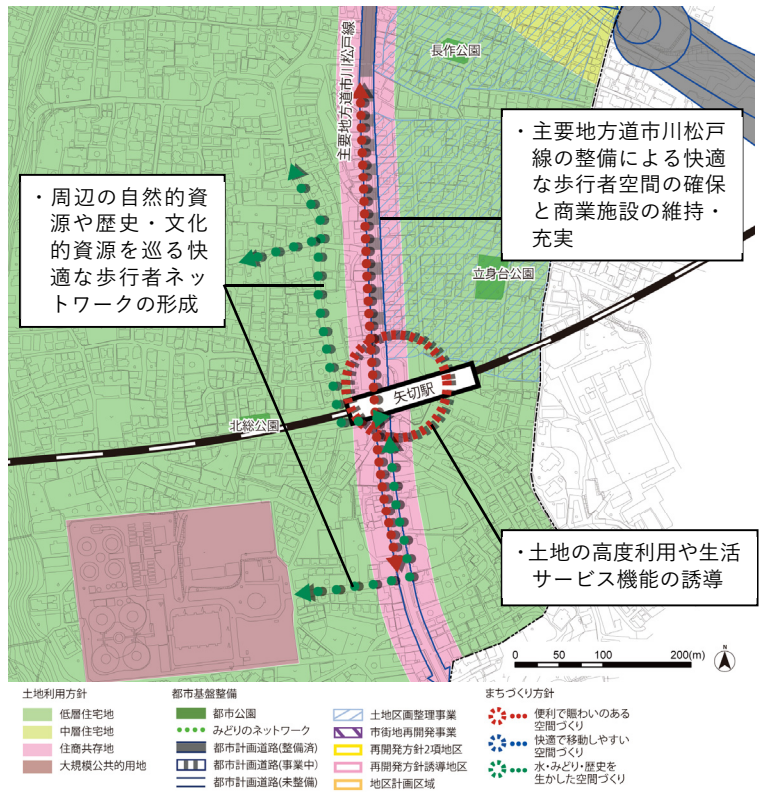 長作公園
主要地方道市川松戸線
・主要地方道市川松戸
線の整備による快適
な歩行者空間の確保
と商業施設の維持・
充実
・周辺の自然的資
源や歴史・文化
的資源を巡る快
適な歩行者ネッ
トワークの形成
立身台公園
矢切駅
北総公園
・土地の高度利用や生活
サービス機能の誘導
0 50 100 200(m)
N
土地利用方針
低層住宅地
中層住宅地
住商共存地
大規模公共的用地
都市基盤整備
都市公園
みどりのネットワーク
都市計画道路(整備済)
都市計画道路(事業中)
都市計画道路(未整備)
土地区画整理事業
市街地再開発事業
再開発方針2項地区
再開発方針誘導地区
地区計画区域
まちづくり方針
便利で賑わいのある
空間づくり
快適で移動しやすい
空間づくり
水・みどり・歴史を
生かした空間づくり